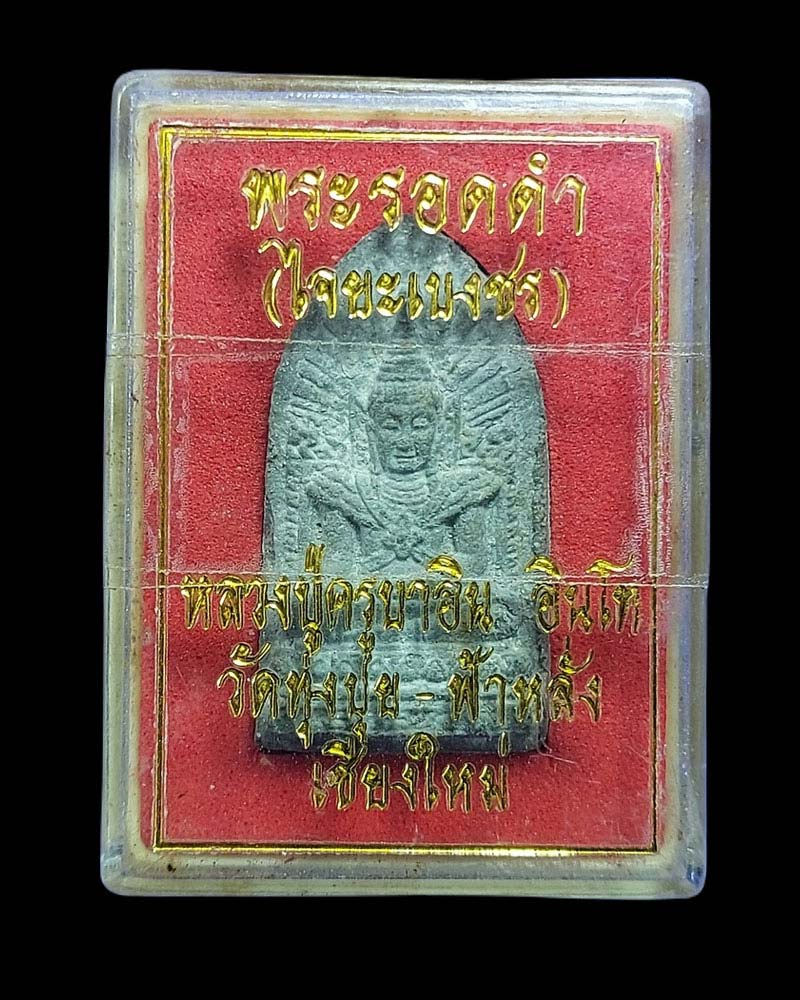 พระรอดดำ
(ไจยะเบงชร)
หลวงปู่ครูบาอิน อินโท
วัดทุ่งปุย - ฟ้าหลั่ง
เชียงใหม่